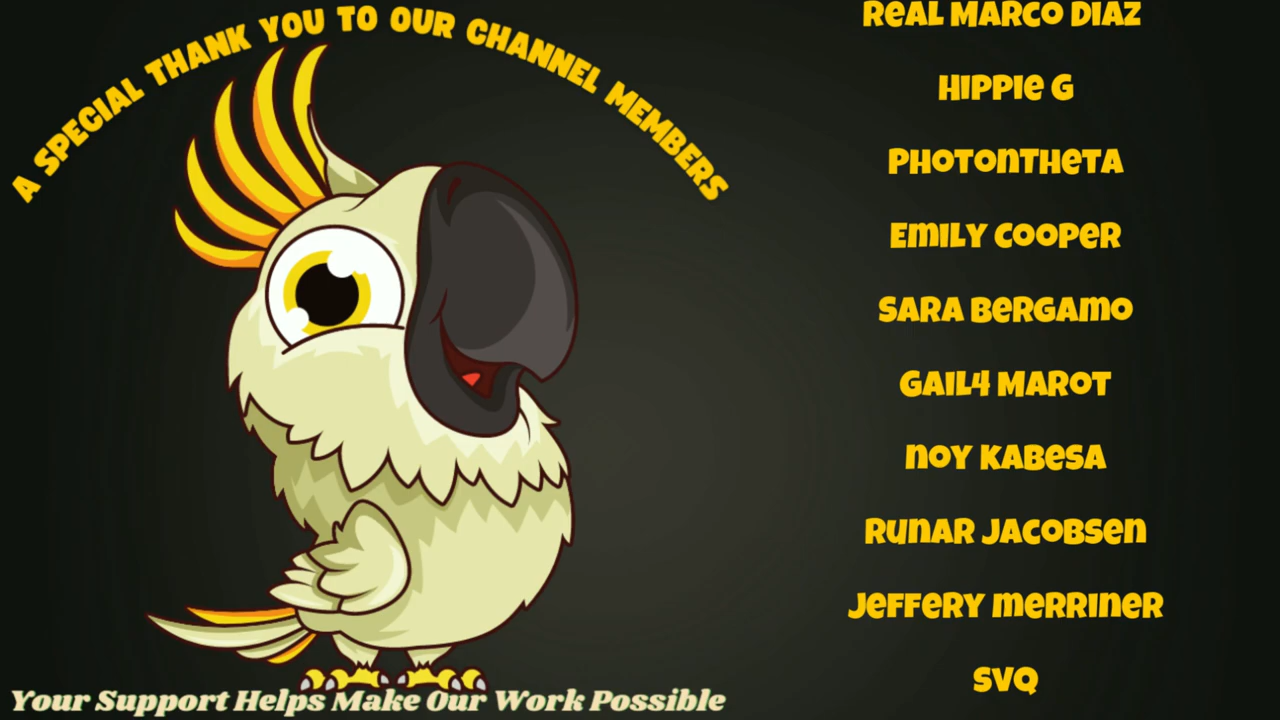 A SPECIAL THANK YOU TO OUR CHANNEL MEMBERS
REAL MARCO DIAZ
HIPPIE G
PHOTONTHETA
EMILY COOPER
SARA BERGAMO
GAIL4 MAROT
NOY KABESA
RUNAR JACOBSEN
JEFFERY MERRINER
SVQ
Your Support Helps Make Our Work Possible